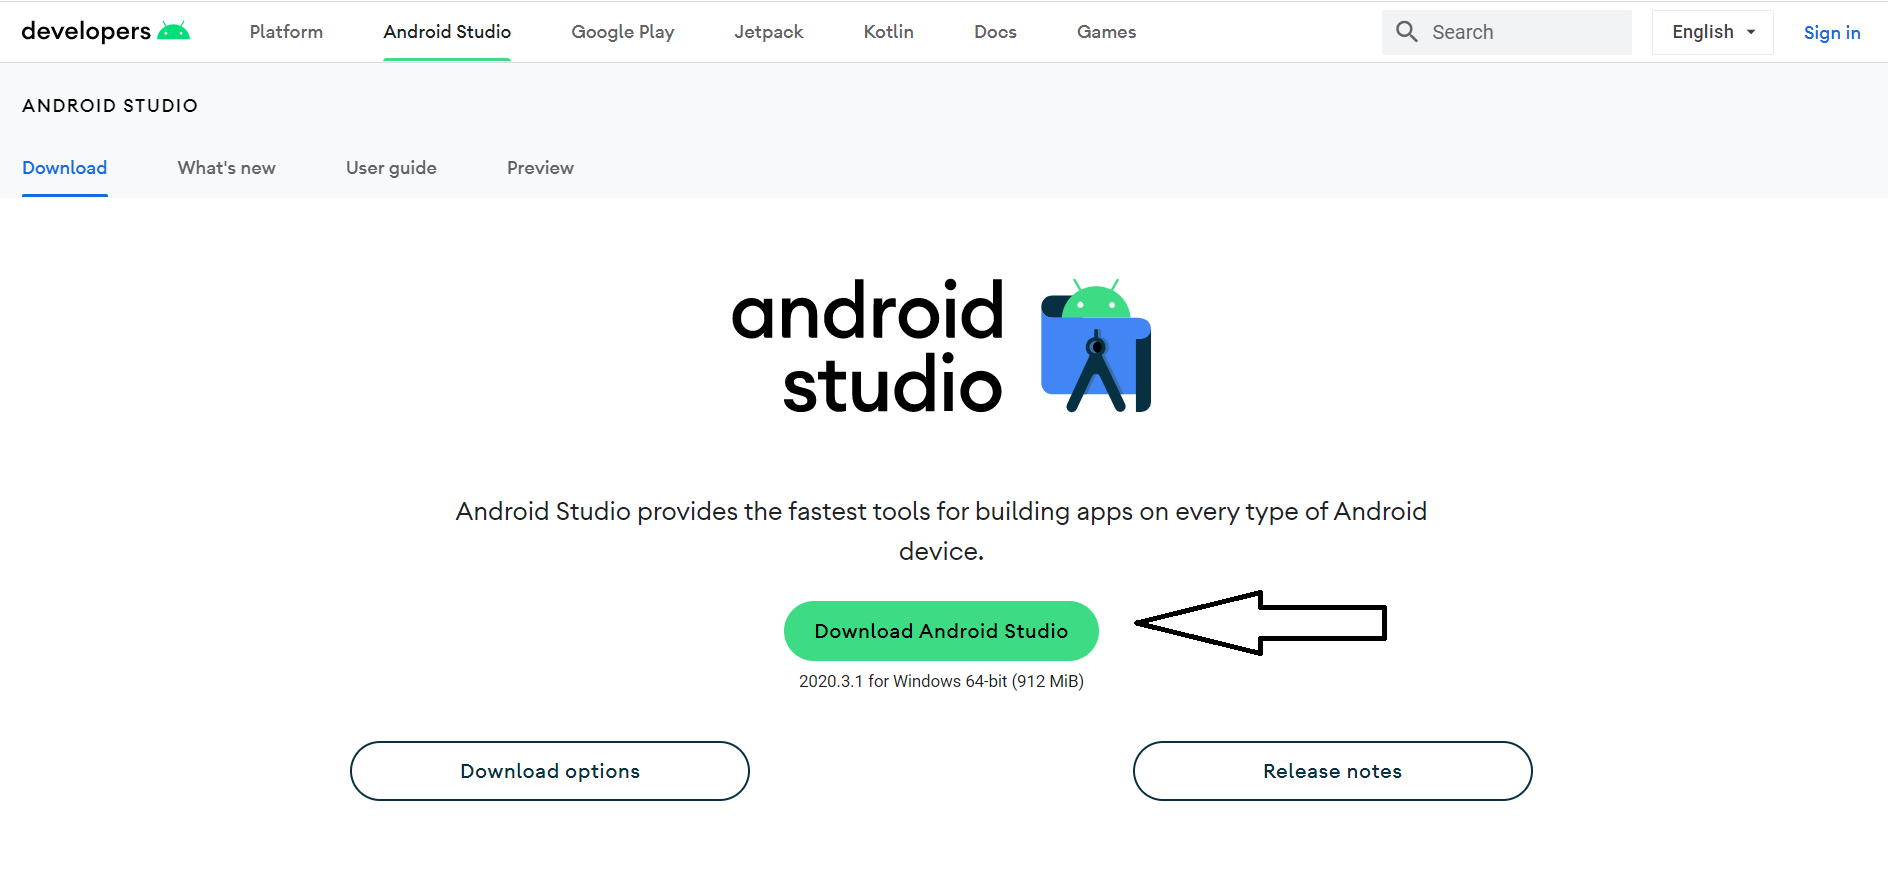 developers Platform Android Studio Google Play Jetpack Kotlin Docs Games Search English Sign in
ANDROID STUDIO
Download What's new User guide Preview
android
studio
Android Studio provides the fastest tools for building apps on every type of Android
device.
Download Android Studio
2020.3.1 for Windows 64-bit (912 MiB)
Download options Release notes